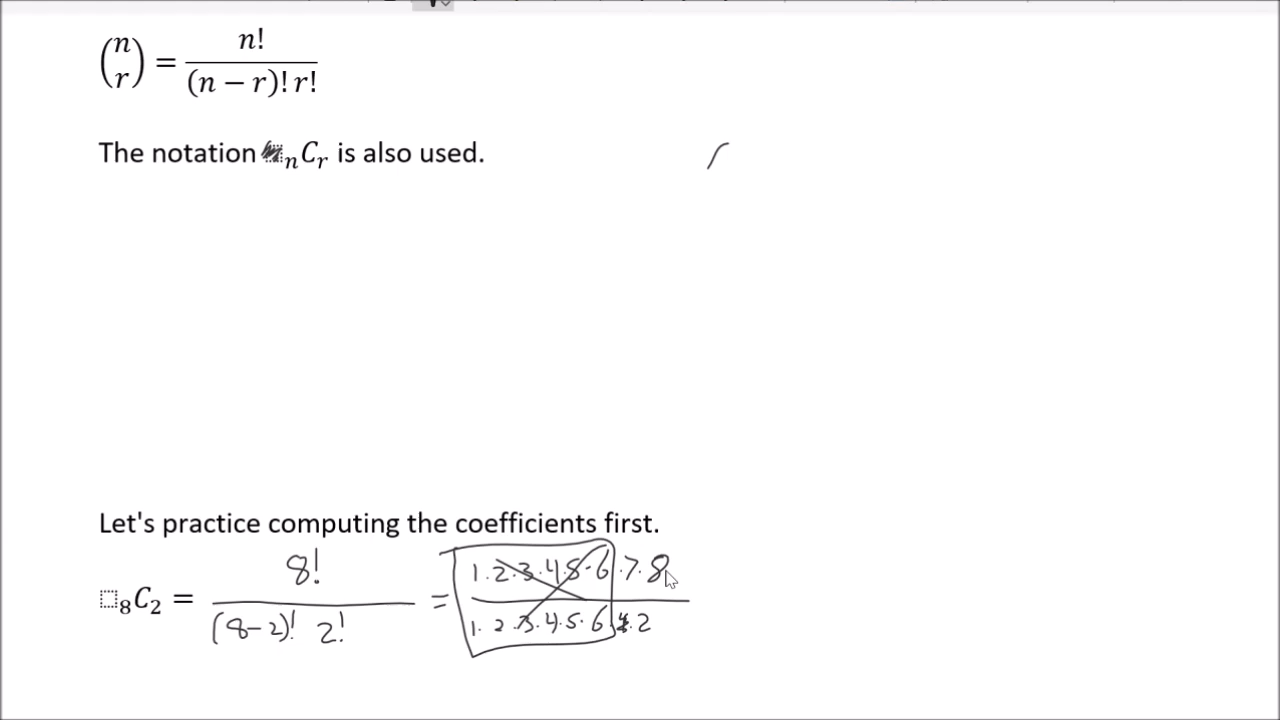 (n r) = n! / (n − r)! r!
The notation ₙCᵣ is also used.
Let's practice computing the coefficients first.
₈C₂ = 8! / (8-2)! 2! = 1·2·3·4·5·6·7·8 / 1·2·3·4·5·6·1·2